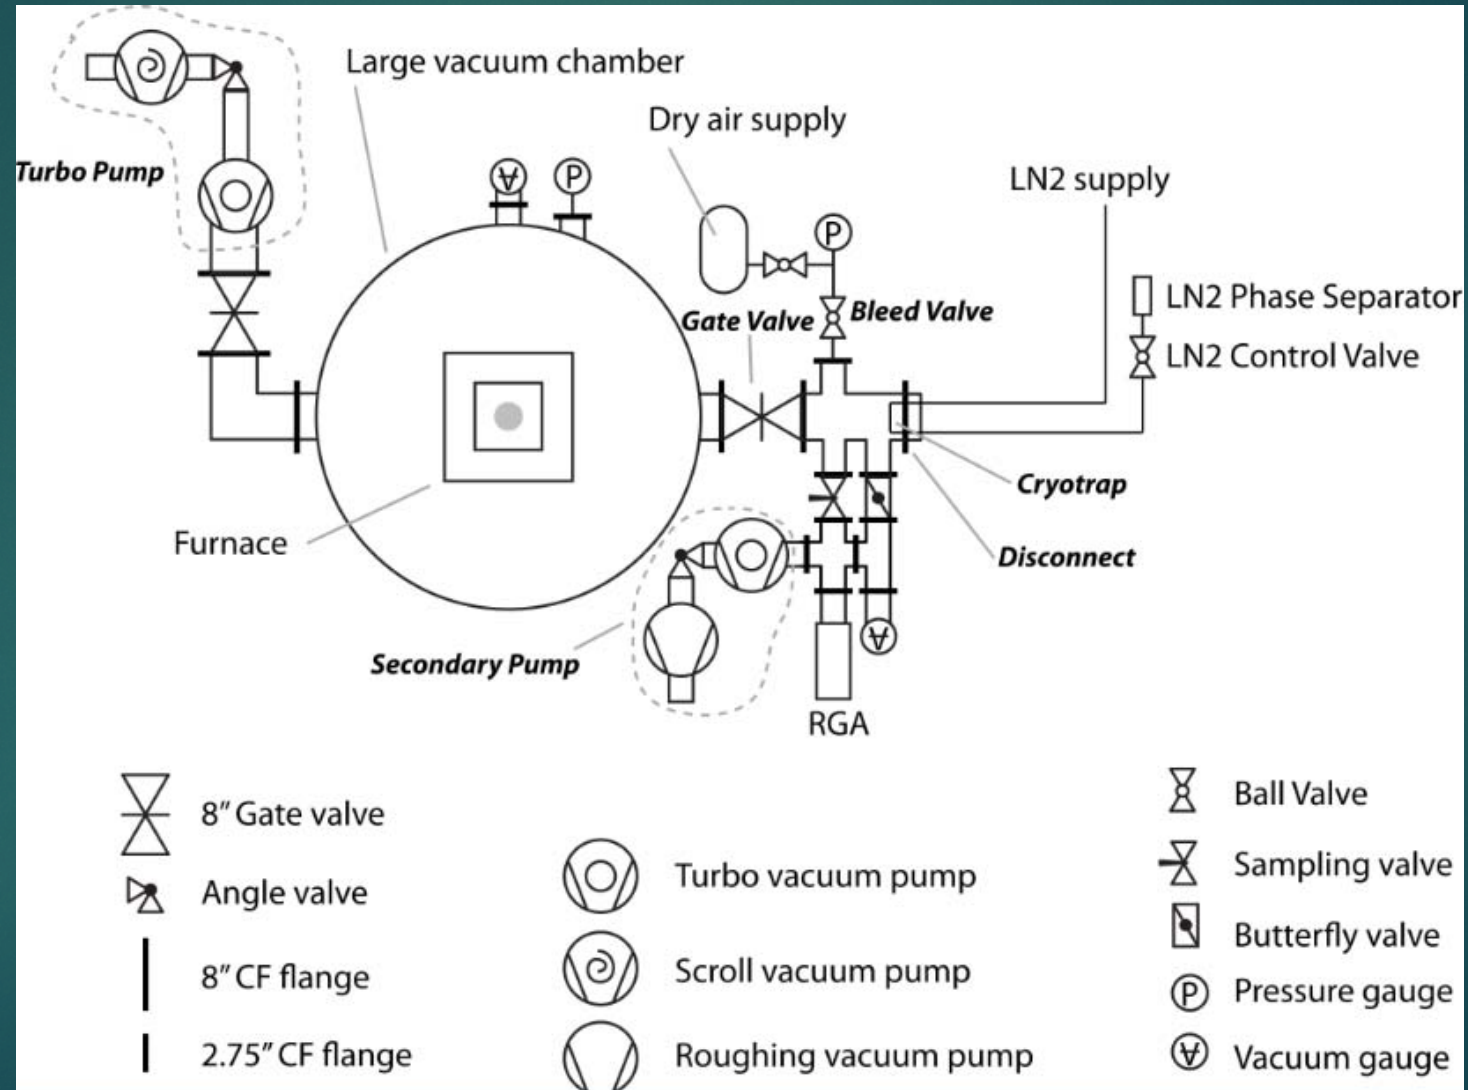 Large vacuum chamber
Dry air supply
Turbo Pump
V
P
LN2 supply
P
LN2 Phase Separator
Gate Valve
Bleed Valve
LN2 Control Valve
Cryotrap
Furnace
Disconnect
Secondary Pump
V
RGA
8" Gate valve
Angle valve
8" CF flange
2.75" CF flange
Turbo vacuum pump
Scroll vacuum pump
Roughing vacuum pump
Ball Valve
Sampling valve
Butterfly valve
P Pressure gauge
V Vacuum gauge